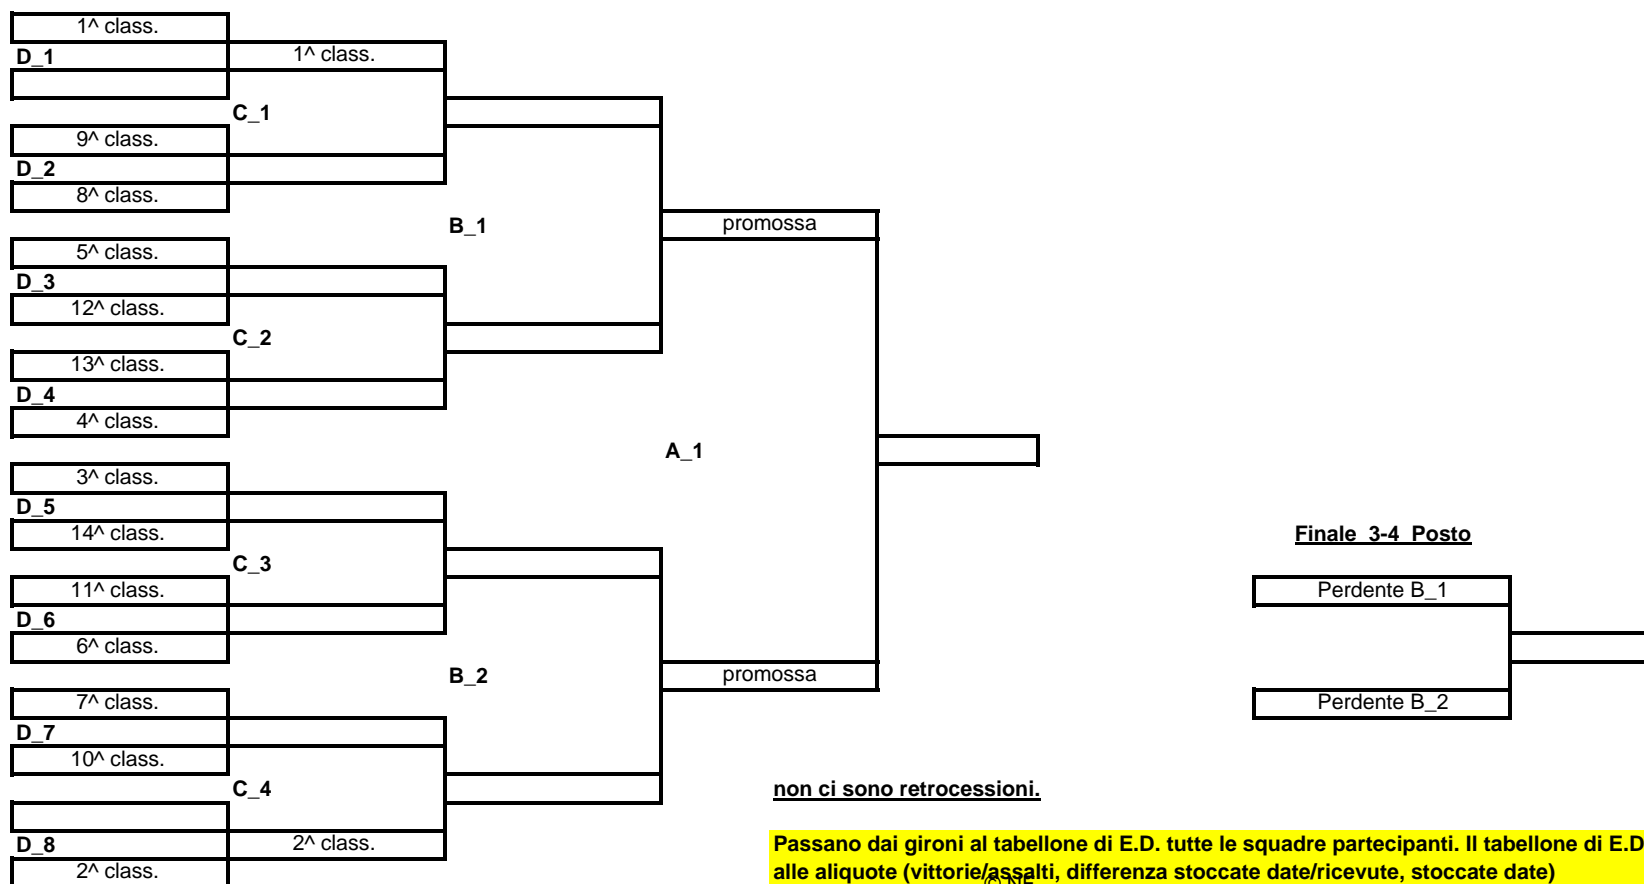 1^ class.
D_1
1^ class.
C_1
9^ class.
D_2
8^ class.
B_1
promossa
5^ class.
D_3
12^ class.
C_2
13^ class.
D_4
4^ class.
A_1
3^ class.
D_5
14^ class.
C_3
11^ class.
D_6
6^ class.
B_2
promossa
7^ class.
D_7
10^ class.
C_4
D_8
2^ class.
2^ class.
Finale 3-4 Posto
Perdente B_1
Perdente B_2
non ci sono retrocessioni.
Passano dai gironi al tabellone di E.D. tutte le squadre partecipanti. Il tabellone di E.D
alle aliquote (vittorie/assalti, differenza stoccate date/ricevute, stoccate date)